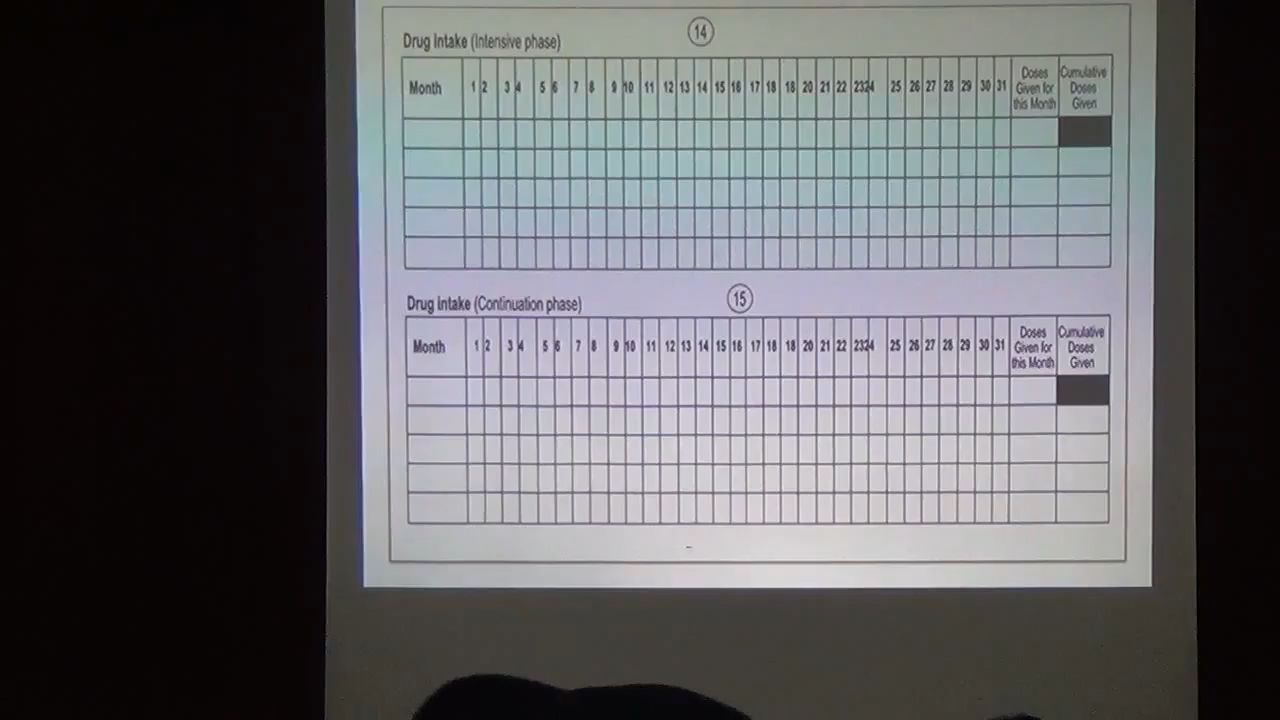 14
Drug Intake (Intensive phase)
Month 1 2 3 4 5 6 7 8 9 10 11 12 13 14 15 16 17 18 18 20 21 22 23 24 25 26 27 28 29 30 31 Doses Given for this Month Cumulative Doses Given
15
Drug Intake (Continuation phase)
Month 1 2 3 4 5 6 7 8 9 10 11 12 13 14 15 16 17 18 18 20 21 22 23 24 25 26 27 28 29 30 31 Doses Given for this Month Cumulative Doses Given